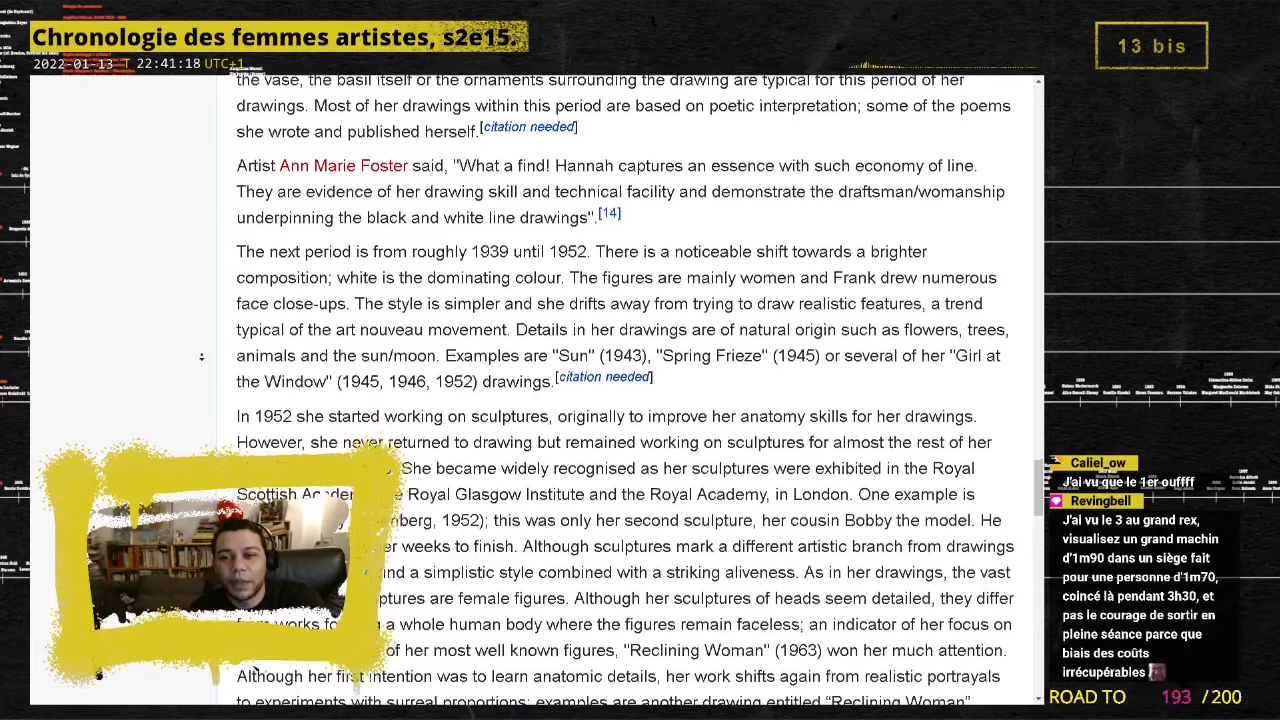 Chronologie des femmes artistes, s2e15.
2022-01-13 T 22:41:18 UTC+1
13 bis
the vase, the basil itself or the ornaments surrounding the drawing are typical for this period of her
drawings. Most of her drawings within this period are based on poetic interpretation; some of the poems
she wrote and published herself.[citation needed]
Artist Ann Marie Foster said, "What a find! Hannah captures an essence with such economy of line.
They are evidence of her drawing skill and technical facility and demonstrate the draftsman/womanship
underpinning the black and white line drawings".[14]
The next period is from roughly 1939 until 1952. There is a noticeable shift towards a brighter
composition; white is the dominating colour. The figures are mainly women and Frank drew numerous
face close-ups. The style is simpler and she drifts away from trying to draw realistic features, a trend
typical of the art nouveau movement. Details in her drawings are of natural origin such as flowers, trees,
animals and the sun/moon. Examples are "Sun" (1943), "Spring Frieze" (1945) or several of her "Girl at
the Window" (1945, 1946, 1952) drawings.[citation needed]
In 1952 she started working on sculptures, originally to improve her anatomy skills for her drawings.
However, she never returned to drawing but remained working on sculptures for almost the rest of her
She became widely recognised as her sculptures were exhibited in the Royal
Scottish Royal Glasgow Institute and the Royal Academy, in London. One example is
nberg, 1952); this was only her second sculpture, her cousin Bobby the model. He
er weeks to finish. Although sculptures mark a different artistic branch from drawings
nd a simplistic style combined with a striking aliveness. As in her drawings, the vast
ptures are female figures. Although her sculptures of heads seem detailed, they differ
works a whole human body where the figures remain faceless; an indicator of her focus on
of her most well known figures, "Reclining Woman" (1963) won her much attention.
Although her first intention was to learn anatomic details, her work shifts again from realistic portrayals
to experiments with surreal proportions; examples are another drawing entitled "Reclining Woman"
Caliel_ow
J'ai vu que le 1er ouffff
Revingbell
J'ai vu le 3 au grand rex,
visualisez un grand machin
d'1m90 dans un siège fait
pour une personne d'1m70,
coincé là pendant 3h30, et
pas le courage de sortir en
pleine séance parce que
biais des coûts
irrécupérables
ROAD TO 193 /200